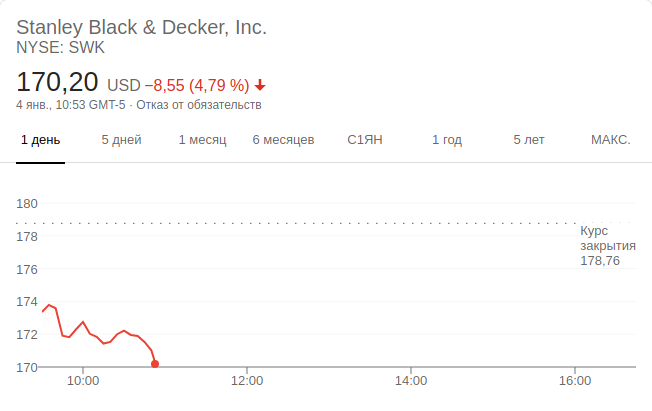 Stanley Black & Decker, Inc.
NYSE: SWK
170,20 USD −8,55 (4,79 %)
4 янв., 10:53 GMT-5 · Отказ от обязательств
1 день 5 дней 1 месяц 6 месяцев С1ЯН 1 год 5 лет МАКС.
180
178
Курс
закрытия
178,76
176
174
172
170
10:00 12:00 14:00 16:00